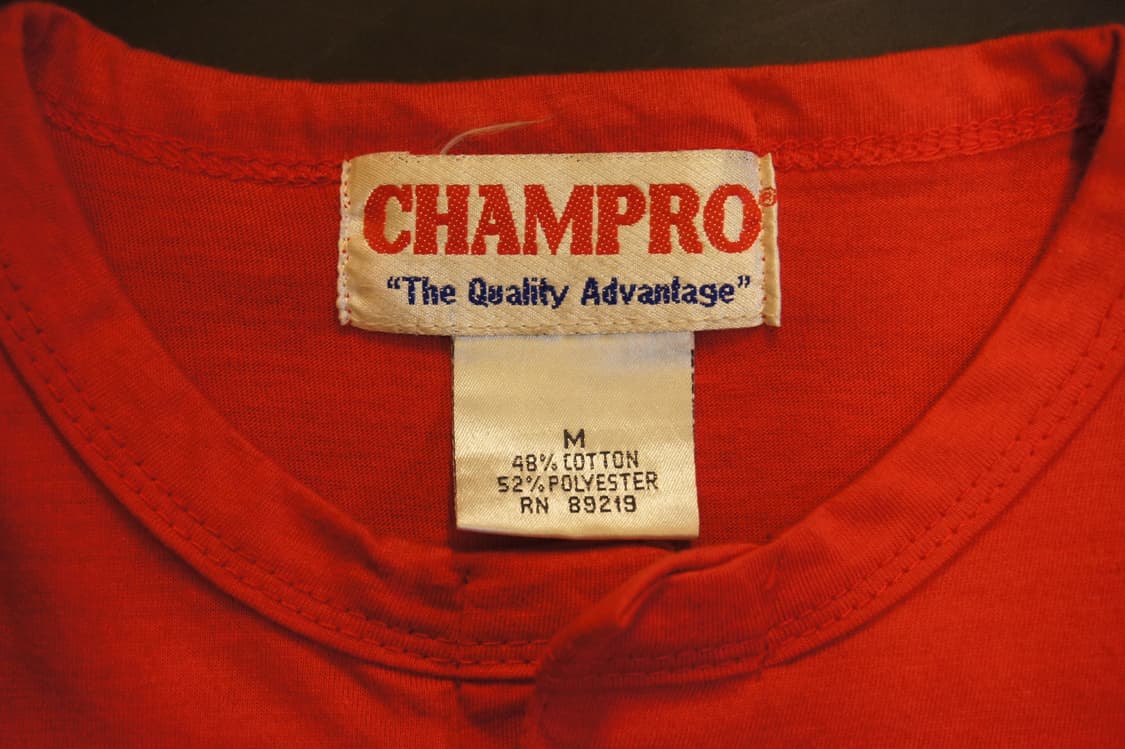 CHAMPRO®
“The Quality Advantage”
M
48% COTTON
52% POLYESTER
RN 89219